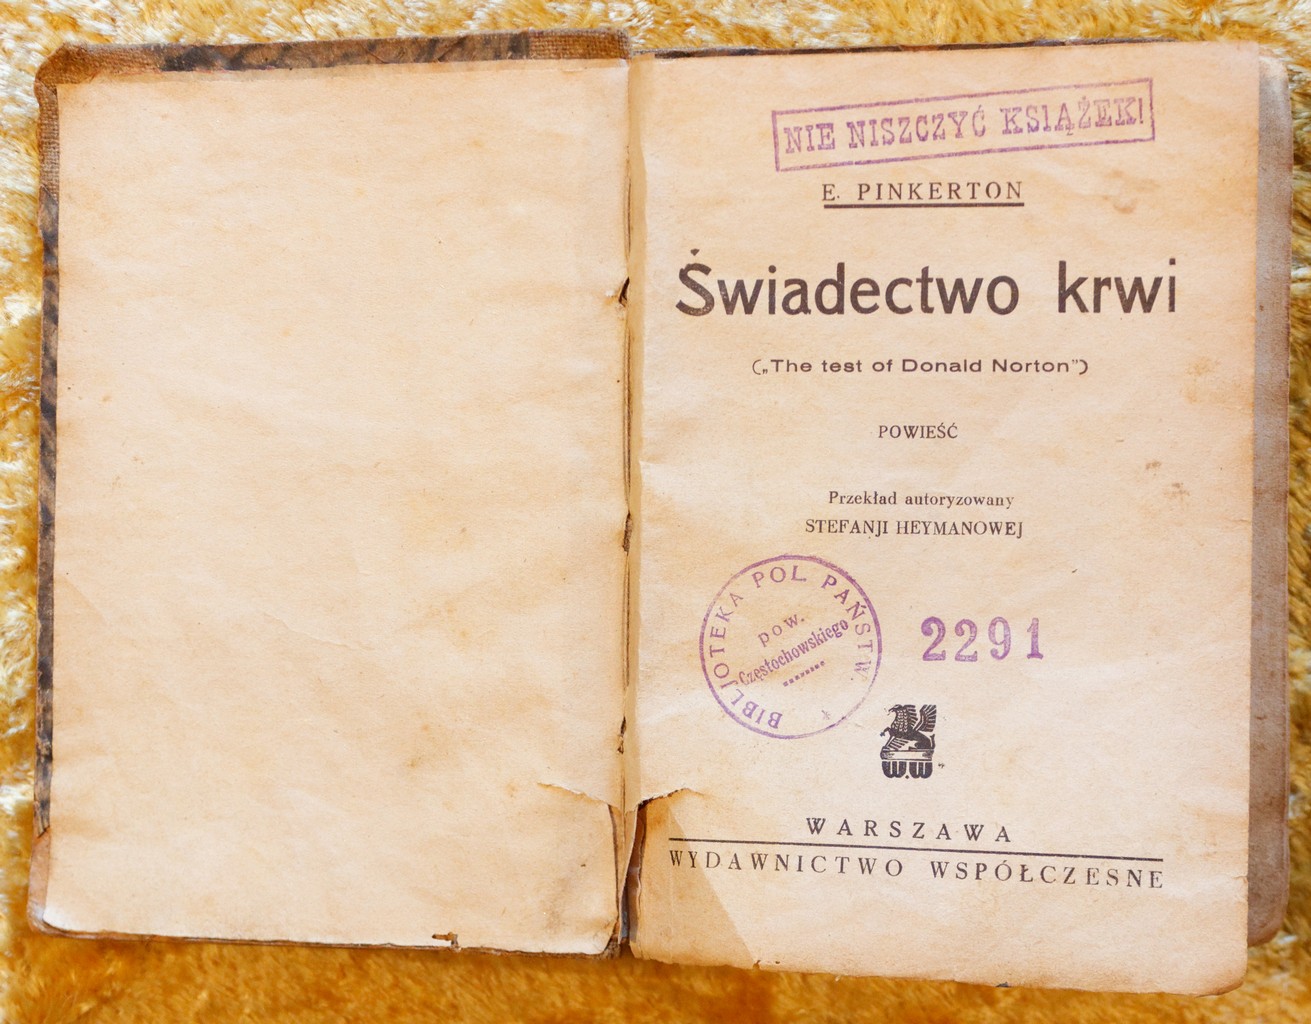 NIE NISZCZYĆ KSIĄŻEK!
E. PINKERTON
Świadectwo krwi
(„The test of Donald Norton”)
POWIEŚĆ
Przekład autoryzowany
STEFANJI HEYMANOWEJ
BIBLJOTEKA POL. PAŃSTW.
pow.
Częstochowskiego
2291
W.W
WARSZAWA
WYDAWNICTWO WSPÓŁCZESNE